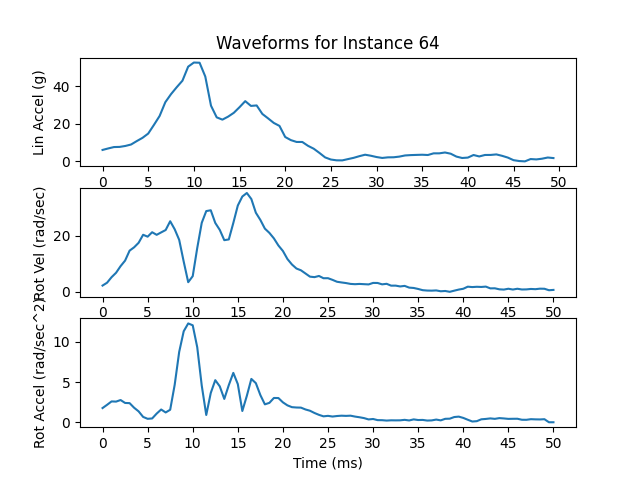 Waveforms for Instance 64
Lin Accel (g)
40
20
0
0 5 10 15 20 25 30 35 40 45 50
Rot Vel (rad/sec)
20
0
0 5 10 15 20 25 30 35 40 45 50
Rot Accel (rad/sec^2)
10
5
0
0 5 10 15 20 25 30 35 40 45 50
Time (ms)